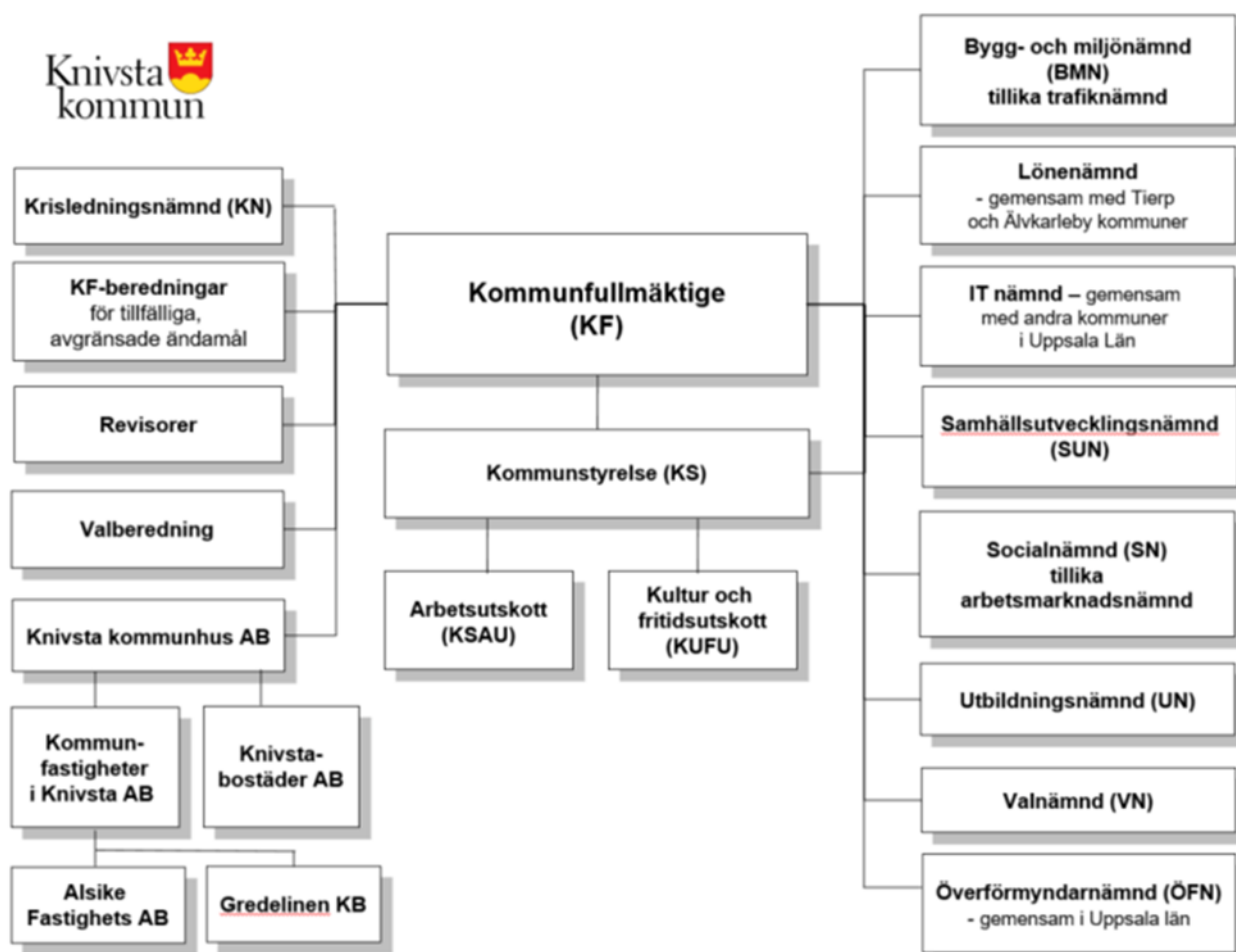 Knivsta
kommun
Krisledningsnämnd (KN)
KF-beredningar
för tillfälliga,
avgränsade ändamål
Revisorer
Valberedning
Knivsta kommunhus AB
Kommun-
fastigheter
i Knivsta AB
Knivsta-
bostäder AB
Alsike
Fastighets AB
Gredelinen KB
Kommunfullmäktige
(KF)
Kommunstyrelse (KS)
Arbetsutskott
(KSAU)
Kultur och
fritidsutskott
(KUFU)
Bygg- och miljönämnd
(BMN)
tillika trafiknämnd
Lönenämnd
- gemensam med Tierp
och Älvkarleby kommuner
IT nämnd – gemensam
med andra kommuner
i Uppsala Län
Samhällsutvecklingsnämnd
(SUN)
Socialnämnd (SN)
tillika
arbetsmarknadsnämnd
Utbildningsnämnd (UN)
Valnämnd (VN)
Överförmyndarnämnd (ÖFN)
- gemensam i Uppsala län